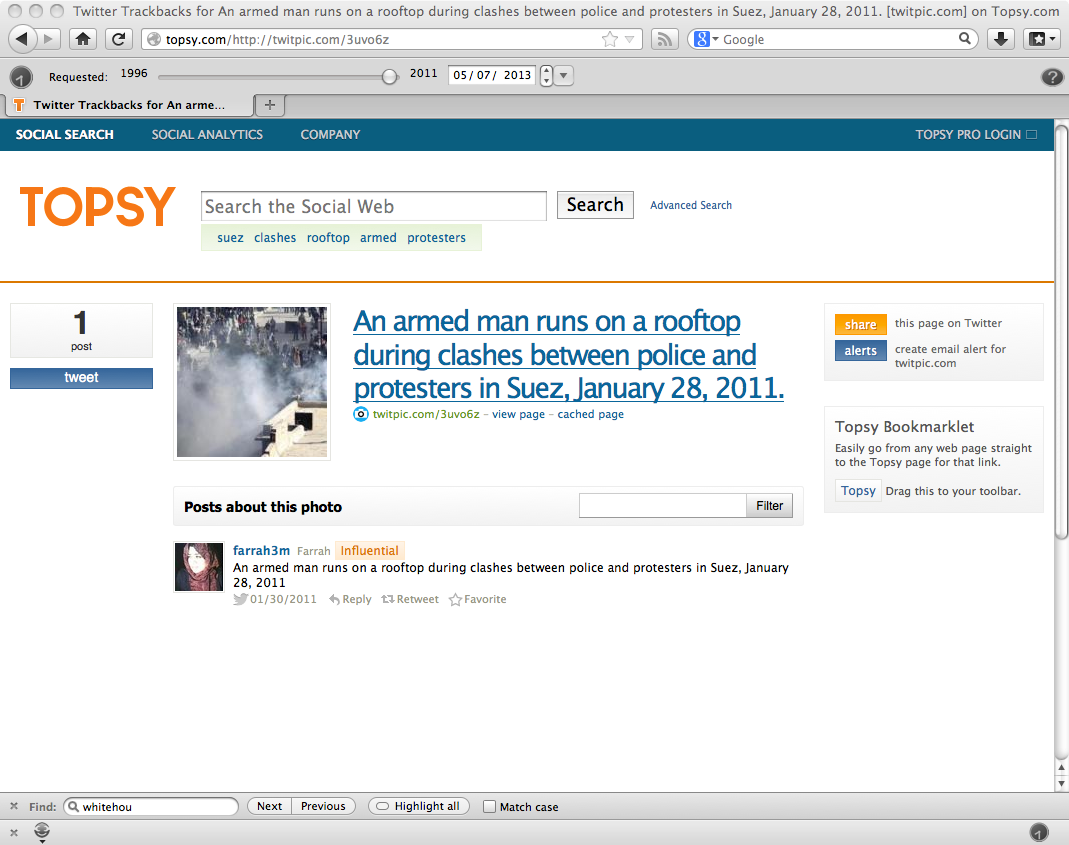 Twitter Trackbacks for An armed man runs on a rooftop during clashes between police and protesters in Suez, January 28, 2011. [twitpic.com] on Topsy.com
topsy.com/http://twitpic.com/3uvo6z
Google
Requested: 1996 2011 05/ 07/ 2013
Twitter Trackbacks for An arme...
SOCIAL SEARCH SOCIAL ANALYTICS COMPANY TOPSY PRO LOGIN
TOPSY
Search the Social Web Search Advanced Search
suez clashes rooftop armed protesters
1
post
tweet
An armed man runs on a rooftop
during clashes between police and
protesters in Suez, January 28, 2011.
twitpic.com/3uvo6z – view page – cached page
share this page on Twitter
alerts create email alert for
twitpic.com
Topsy Bookmarklet
Easily go from any web page straight
to the Topsy page for that link.
Topsy Drag this to your toolbar.
Posts about this photo Filter
farrah3m Farrah Influential
An armed man runs on a rooftop during clashes between police and protesters in Suez, January
28, 2011
01/30/2011 Reply Retweet Favorite
Find: whitehou Next Previous Highlight all Match case